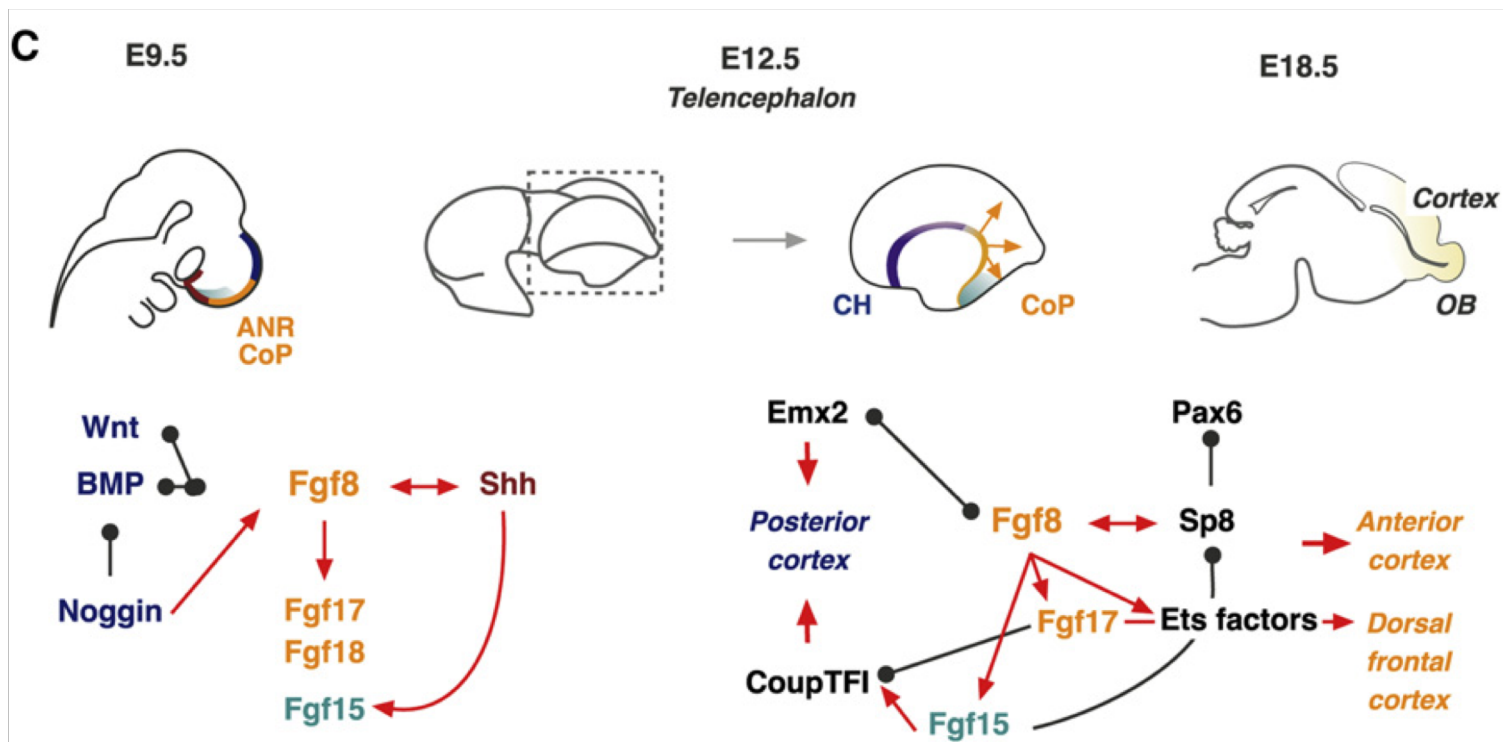 C
E9.5
E12.5
Telencephalon
E18.5
ANR
CoP
CH
CoP
Cortex
OB
Wnt
BMP
Noggin
Fgf8
Shh
Fgf17
Fgf18
Fgf15
Emx2
Pax6
Posterior
cortex
Fgf8
Sp8
Anterior
cortex
Fgf17
Ets factors
Dorsal
frontal
cortex
CoupTFI
Fgf15